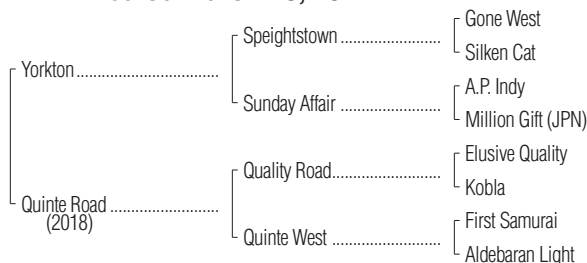 Gone West
Speightstown
Silken Cat
Yorkton
A.P. Indy
Sunday Affair
Million Gift (JPN)
Elusive Quality
Quality Road
Kobla
Quinte Road
(2018)
First Samurai
Quinte West
Aldebaran Light